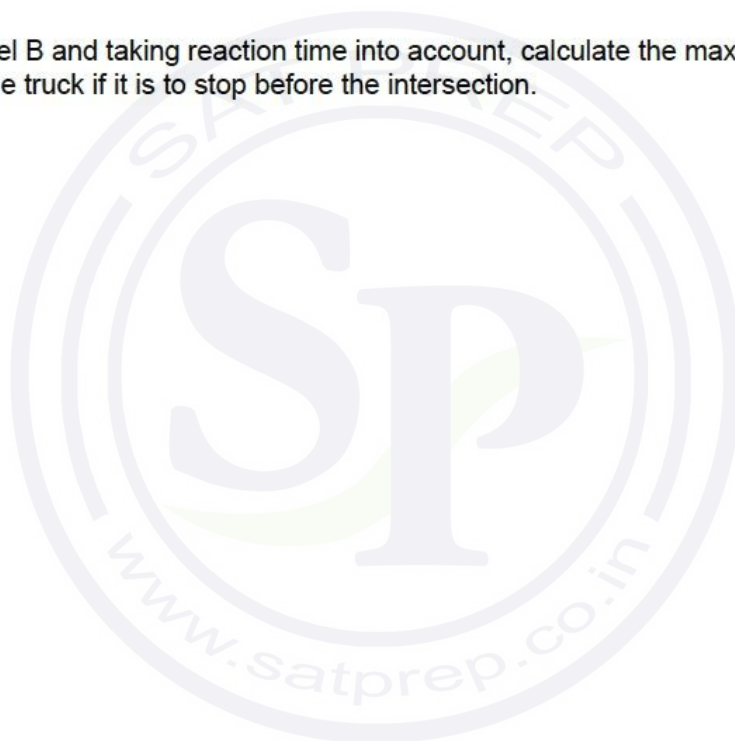 el B and taking reaction time into account, calculate the max
e truck if it is to stop before the intersection.
SATPREP
SP
www.satprep.co.in